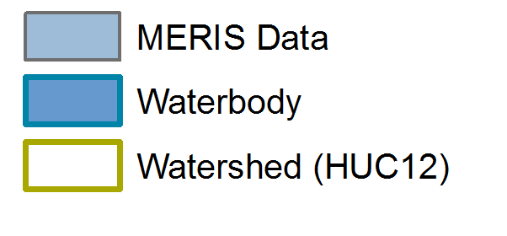 MERIS Data
Waterbody
Watershed (HUC12)